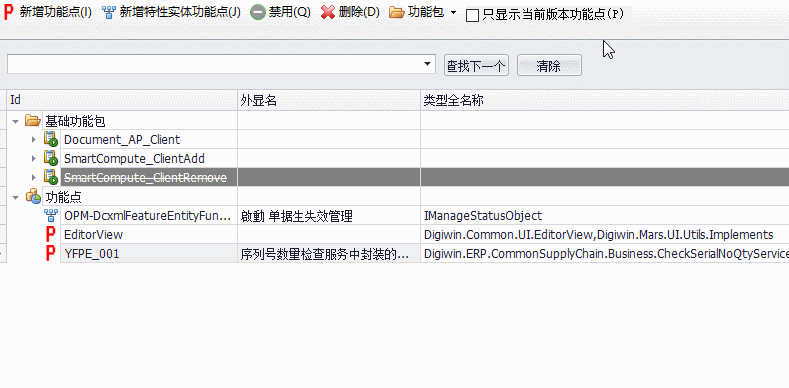 新增功能点(I) 新增特性实体功能点(J) 禁用(Q) 删除(D) 功能包 只显示当前版本功能点(P)
查找下一个 清除
Id 外显名 类型全名称
基础功能包
Document_AP_Client
SmartCompute_ClientAdd
SmartCompute_ClientRemove
功能点
OPM-DcxmlFeatureEntityFun... 啟動 单据生失效管理 IManageStatusObject
EditorView Digiwin.Common.UI.EditorView,Digiwin.Mars.UI.Utils.Implements
YFPE_001 序列号数量检查服务中封装的... Digiwin.ERP.CommonSupplyChain.Business.CheckSerialNoQtyService